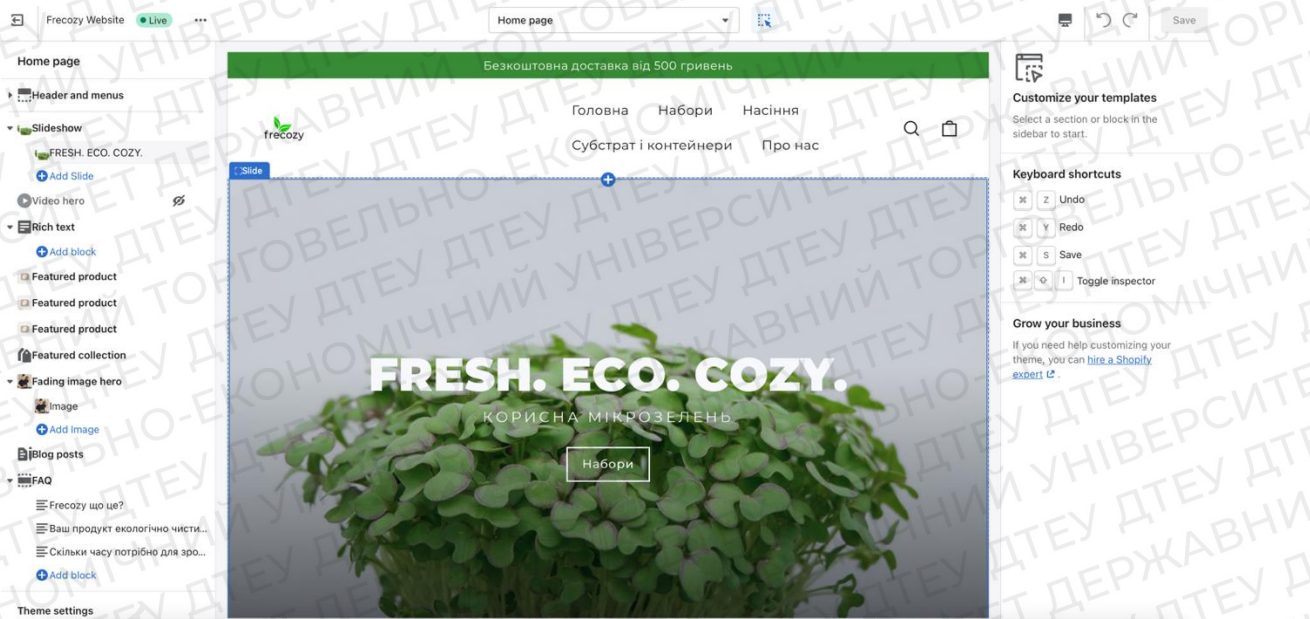 Frecozy Website
Live
Home page
Save
Home page
Header and menus
Slideshow
FRESH. ECO. COZY.
Add Slide
Video hero
Rich text
Add block
Featured product
Featured product
Featured product
Featured collection
Fading image hero
Image
Add Image
Blog posts
FAQ
Frecozy що це?
Ваш продукт екологічно чисти...
Скільки часу потрібно для зро...
Add block
Theme settings
Безкоштовна доставка від 500 гривень
frecozy
Головна Набори Насіння
Субстрат і контейнери Про нас
Slide
FRESH. ECO. COZY.
КОРИСНА МІКРОЗЕЛЕНЬ
Набори
Customize your templates
Select a section or block in the
sidebar to start.
Keyboard shortcuts
⌘ Z Undo
⌘ Y Redo
⌘ S Save
⌘ ⇧ I Toggle inspector
Grow your business
If you need help customizing your
theme, you can hire a Shopify
expert .